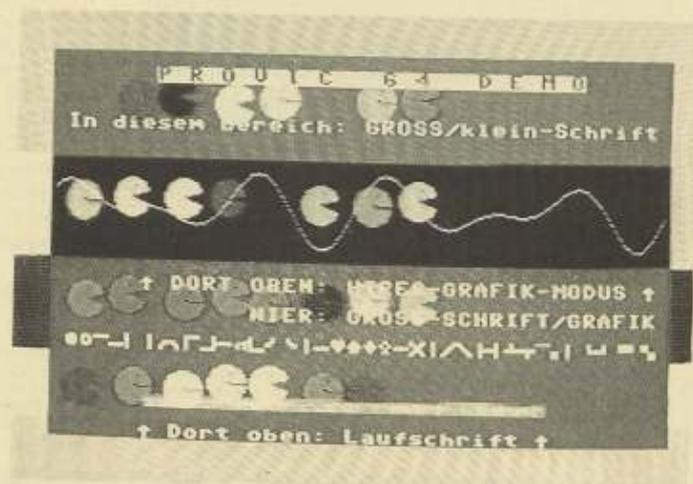 PROVIC 64 DEMO
In diesem Bereich: GROSS/klein-Schrift
↑ DORT OBEN: HIRES-GRAFIK-MODUS ↑
HIER: GROSS-SCHRIFT/GRAFIK
↑ Dort oben: Laufschrift ↑